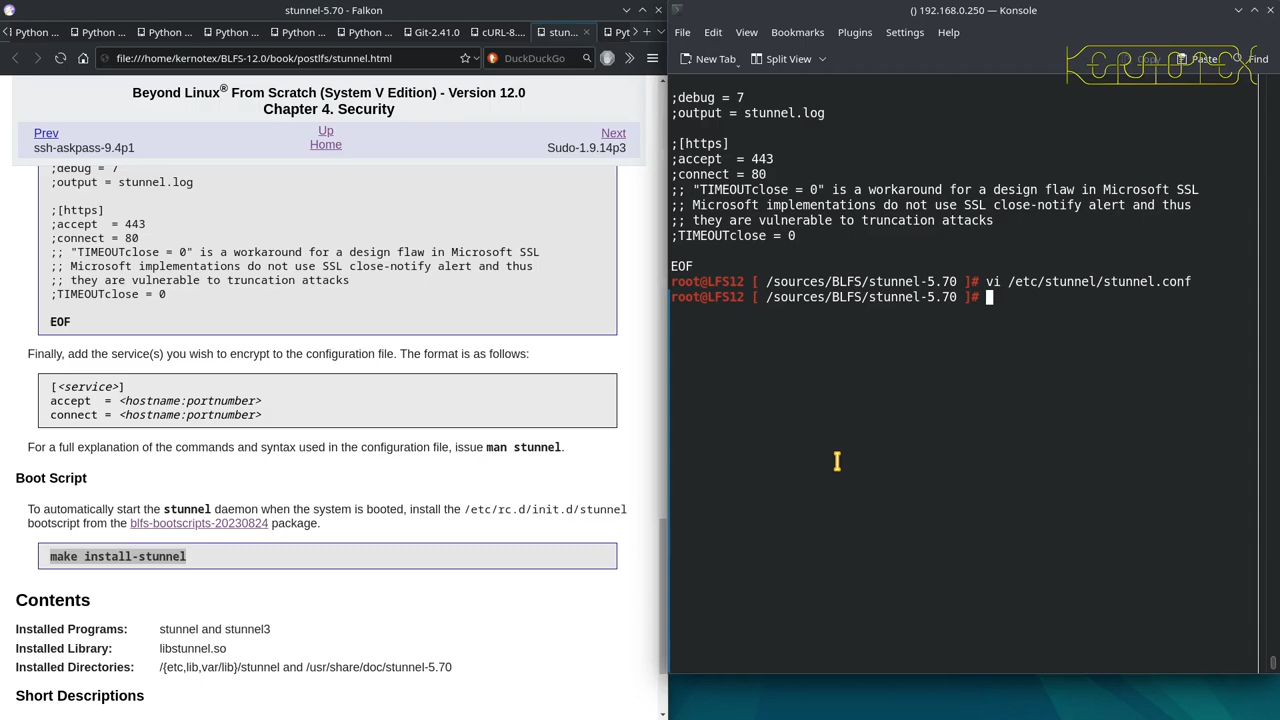 stunnel-5.70 - Falkon
Python ...
Python ...
Python ...
Python ...
Python ...
Python ...
Git-2.41.0
cURL-8....
stun...
Pyt
file:///home/kernotex/BLFS-12.0/book/postlfs/stunnel.html
DuckDuckGo
Beyond Linux® From Scratch (System V Edition) - Version 12.0
Chapter 4. Security
Prev
Up
Next
ssh-askpass-9.4p1
Home
Sudo-1.9.14p3
;debug = 7
;output = stunnel.log
;[https]
;accept  = 443
;connect = 80
;; "TIMEOUTclose = 0" is a workaround for a design flaw in Microsoft SSL
;; Microsoft implementations do not use SSL close-notify alert and thus
;; they are vulnerable to truncation attacks
;TIMEOUTclose = 0
EOF
Finally, add the service(s) you wish to encrypt to the configuration file. The format is as follows:
[<service>]
accept  = <hostname:portnumber>
connect = <hostname:portnumber>
For a full explanation of the commands and syntax used in the configuration file, issue man stunnel.
Boot Script
To automatically start the stunnel daemon when the system is booted, install the /etc/rc.d/init.d/stunnel
bootscript from the blfs-bootscripts-20230824 package.
make install-stunnel
Contents
Installed Programs: stunnel and stunnel3
Installed Library: libstunnel.so
Installed Directories: /{etc,lib,var/lib}/stunnel and /usr/share/doc/stunnel-5.70
Short Descriptions
() 192.168.0.250 — Konsole
File Edit View Bookmarks Plugins Settings Help
New Tab
Split View
Copy
Paste
Find
KERNOTEX
;debug = 7
;output = stunnel.log
;[https]
;accept  = 443
;connect = 80
;; "TIMEOUTclose = 0" is a workaround for a design flaw in Microsoft SSL
;; Microsoft implementations do not use SSL close-notify alert and thus
;; they are vulnerable to truncation attacks
;TIMEOUTclose = 0
EOF
root@LFS12 [ /sources/BLFS/stunnel-5.70 ]# vi /etc/stunnel/stunnel.conf
root@LFS12 [ /sources/BLFS/stunnel-5.70 ]#